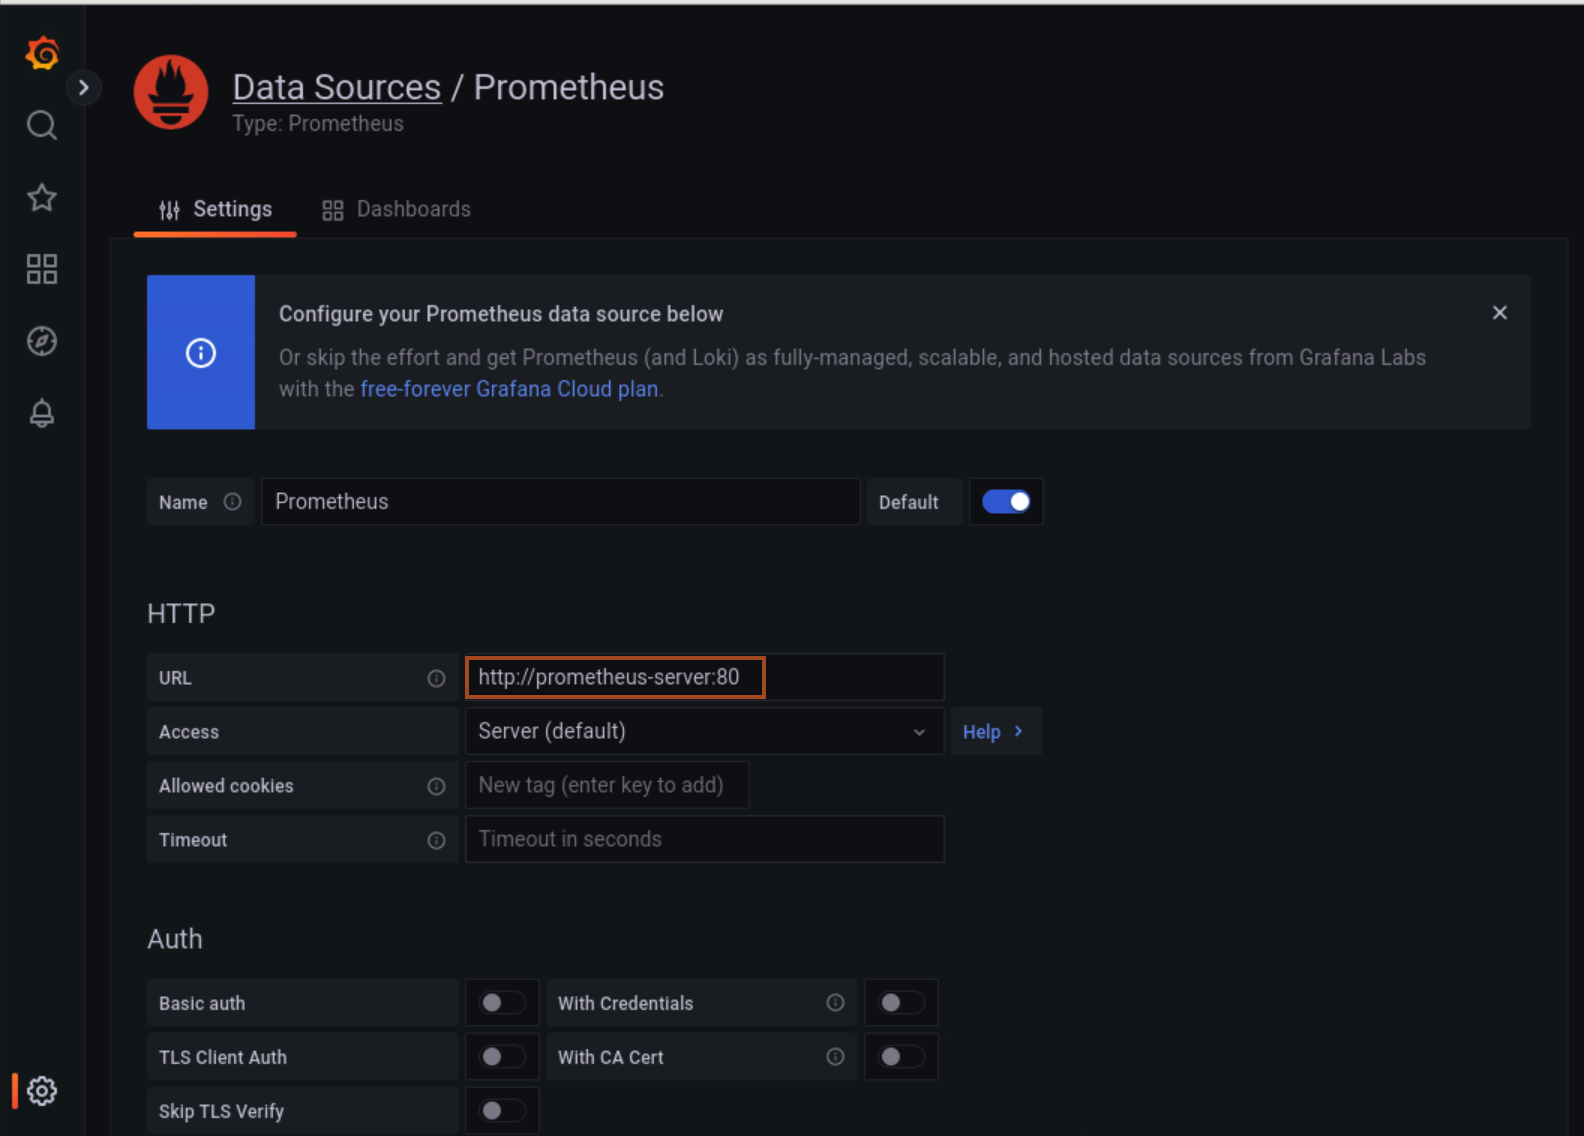 Data Sources / Prometheus
Type: Prometheus
Settings Dashboards
Configure your Prometheus data source below
Or skip the effort and get Prometheus (and Loki) as fully-managed, scalable, and hosted data sources from Grafana Labs
with the free-forever Grafana Cloud plan.
Name Prometheus Default
HTTP
URL http://prometheus-server:80
Access Server (default) Help
Allowed cookies New tag (enter key to add)
Timeout Timeout in seconds
Auth
Basic auth With Credentials
TLS Client Auth With CA Cert
Skip TLS Verify